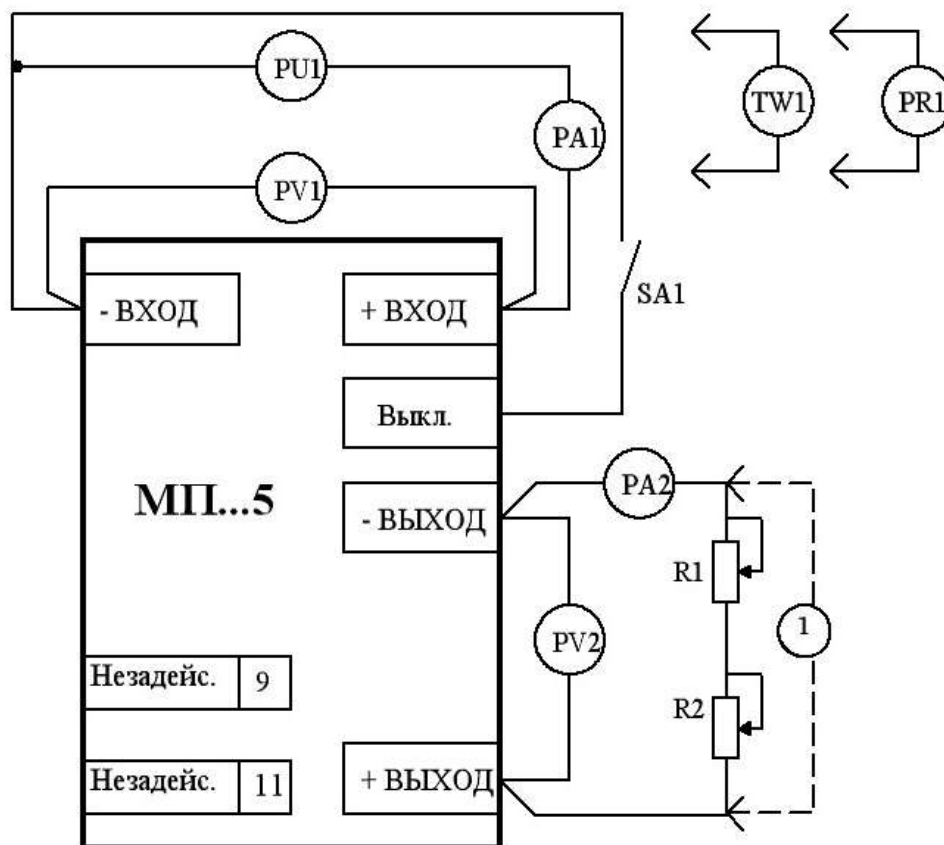 PU1
TW1
PR1
PA1
PV1
- ВХОД
+ ВХОД
SA1
Выкл.
МП...5
- ВЫХОД
PA2
R1
1
PV2
Незадейс. 9
R2
Незадейс. 11
+ ВЫХОД